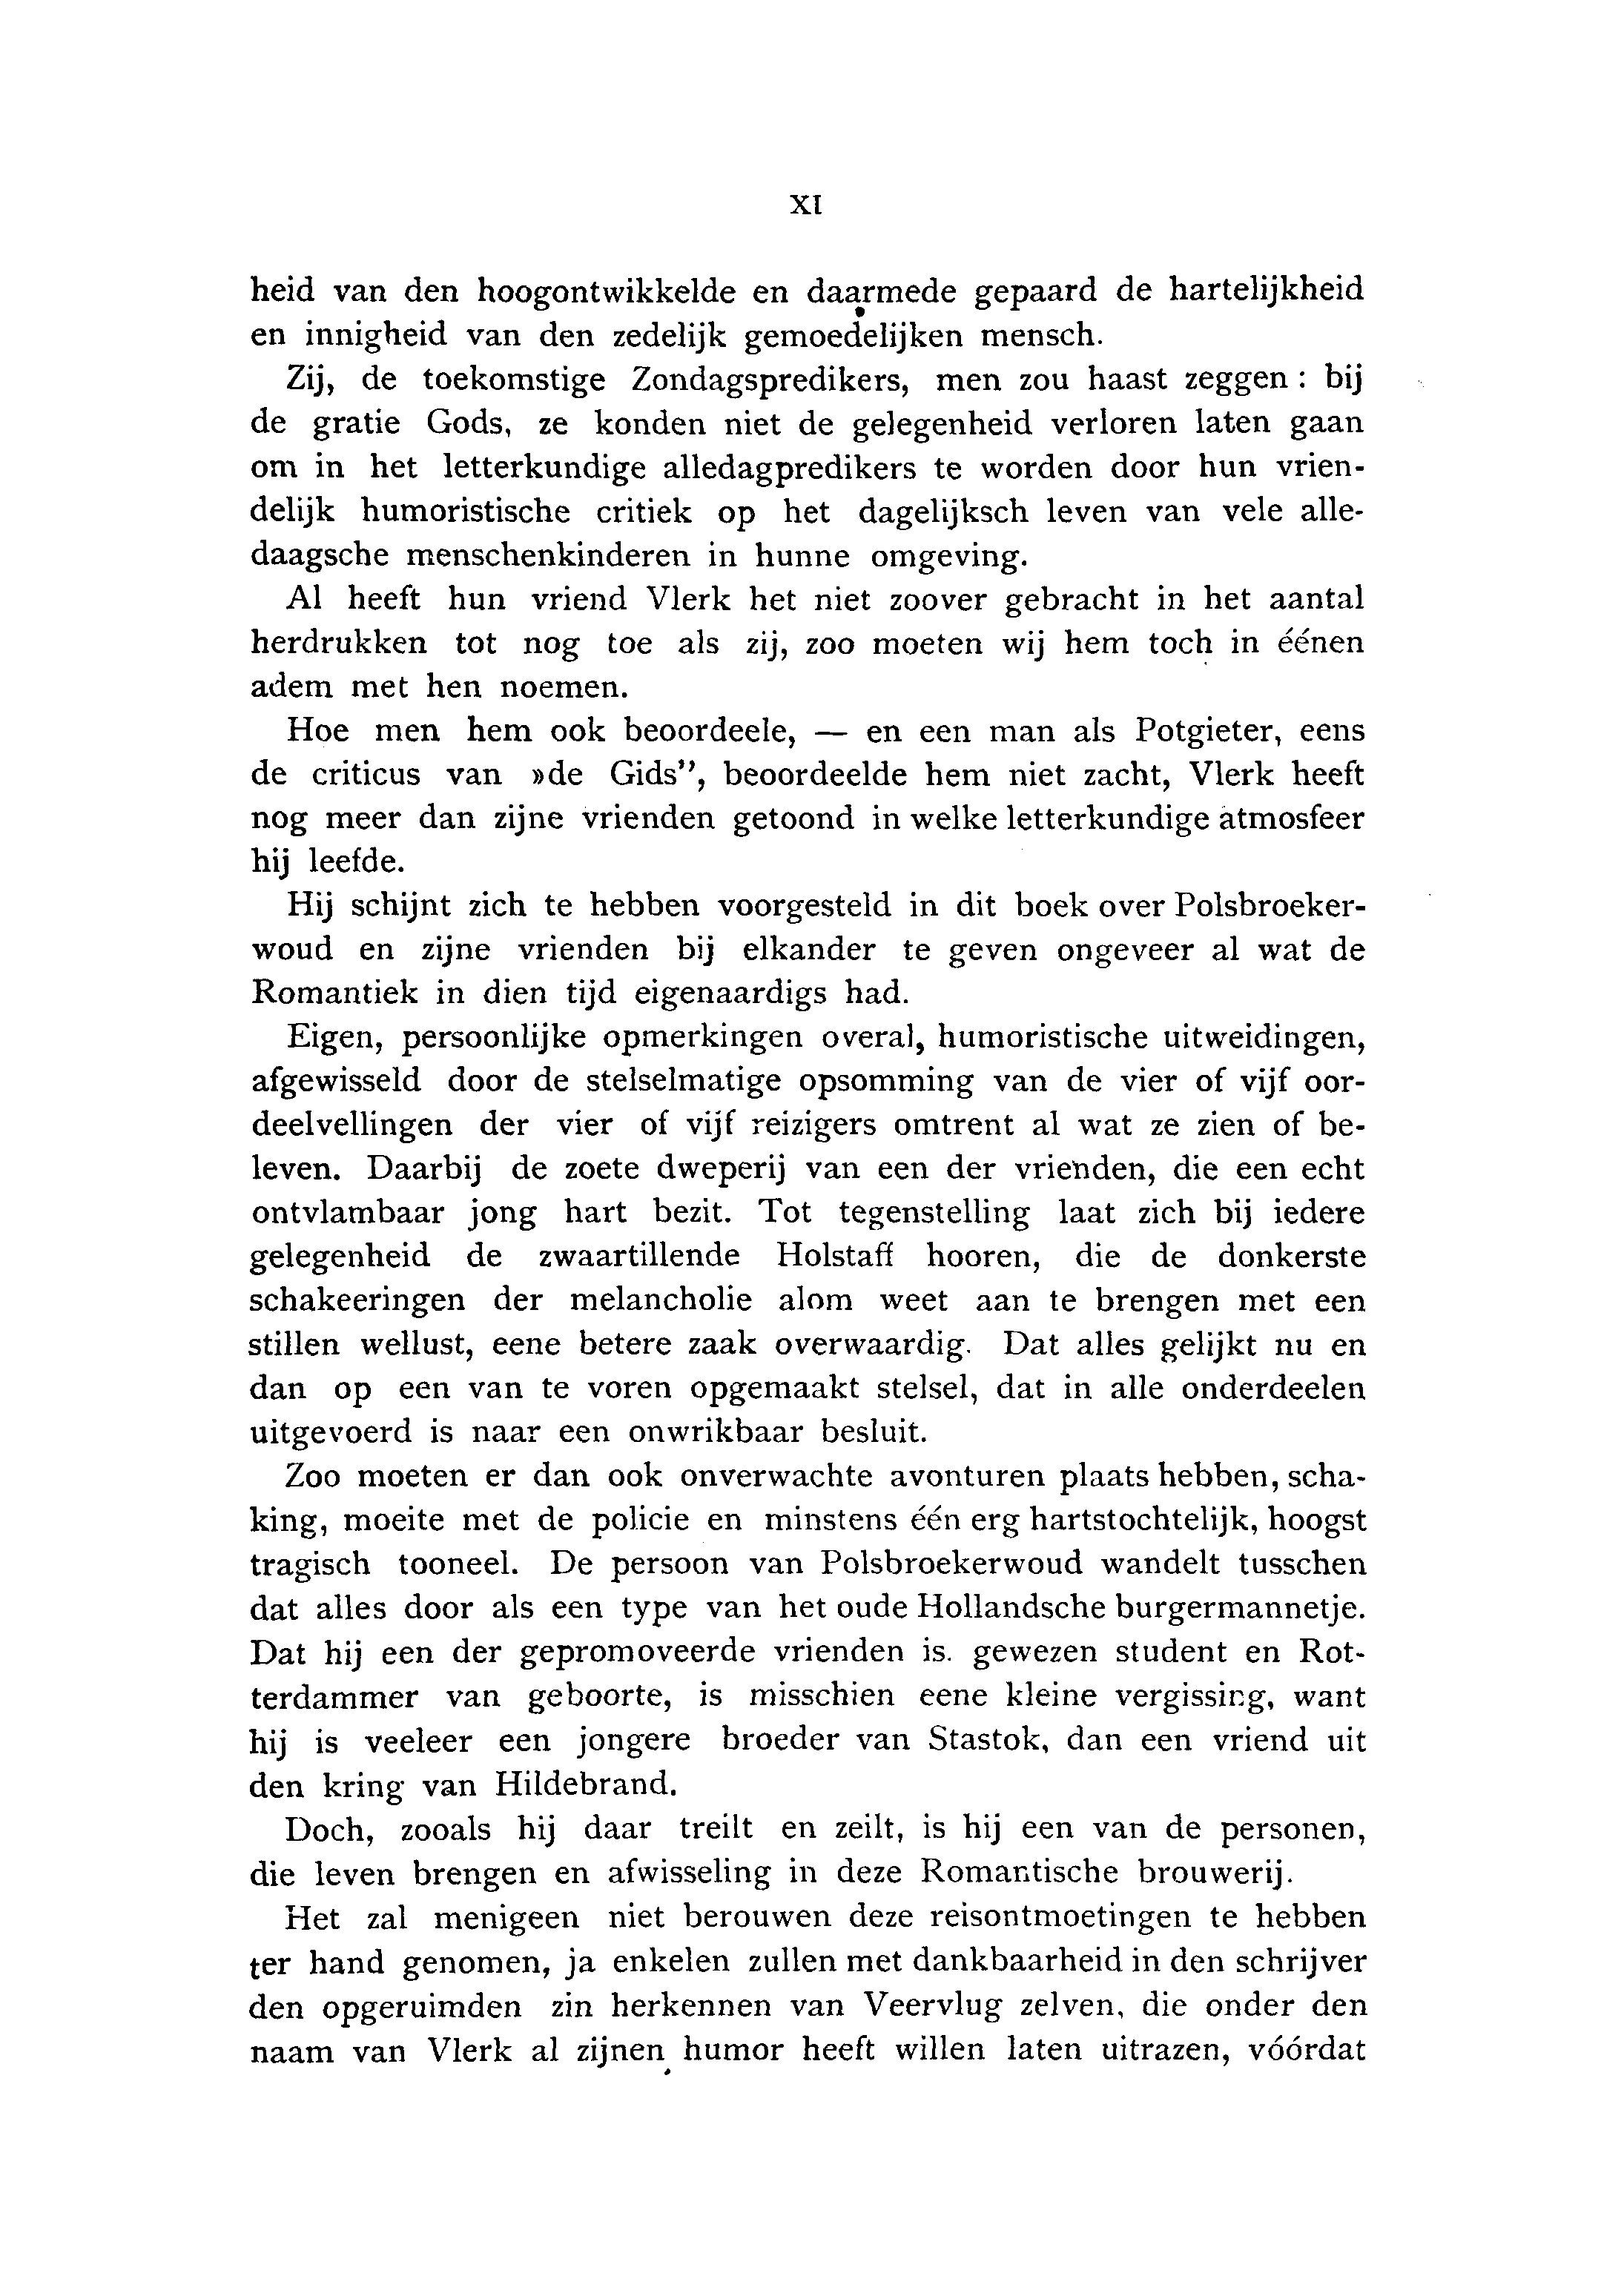 XI
heid van den hoogontwikkelde en daarmede gepaard de hartelijkheid
en innigheid van den zedelijk gemoedelijken mensch.
Zij, de toekomstige Zondagspredikers, men zou haast zeggen : bij
de gratie Gods, ze konden niet de gelegenheid verloren laten gaan
om in het letterkundige alledagpredikers te worden door hun vrien-
delijk humoristische critiek op het dagelijksch leven van vele alle-
daagsche menschenkinderen in hunne omgeving.
Al heeft hun vriend Vlerk het niet zoover gebracht in het aantal
herdrukken tot nog toe als zij, zoo moeten wij hem toch in éénen
adem met hen noemen.
Hoe men hem ook beoordeele, — en een man als Potgieter, eens
de criticus van »de Gids", beoordeelde hem niet zacht, Vlerk heeft
nog meer dan zijne vrienden getoond in welke letterkundige atmosfeer
hij leefde.
Hij schijnt zich te hebben voorgesteld in dit boek over Polsbroeker-
woud en zijne vrienden bij elkander te geven ongeveer al wat de
Romantiek in dien tijd eigenaardigs had.
Eigen, persoonlijke opmerkingen overal, humoristische uitweidingen,
afgewisseld door de stelselmatige opsomming van de vier of vijf oor-
deelvellingen der vier of vijf reizigers omtrent al wat ze zien of be-
leven. Daarbij de zoete dweperij van een der vrienden, die een echt
ontvlambaar jong hart bezit. Tot tegenstelling laat zich bij iedere
gelegenheid de zwaartillende Holstaff hooren, die de donkerste
schakeeringen der melancholie alom weet aan te brengen met een
stillen wellust, eene betere zaak overwaardig. Dat alles gelijkt nu en
dan op een van te voren opgemaakt stelsel, dat in alle onderdeelen
uitgevoerd is naar een onwrikbaar besluit.
Zoo moeten er dan ook onverwachte avonturen plaats hebben, scha-
king, moeite met de policie en minstens één erg hartstochtelijk, hoogst
tragisch tooneel. De persoon van Polsbroekerwoud wandelt tusschen
dat alles door als een type van het oude Hollandsche burgermannetje.
Dat hij een der gepromoveerde vrienden is. gewezen student en Rot-
terdammer van geboorte, is misschien eene kleine vergissing, want
hij is veeleer een jongere broeder van Stastok, dan een vriend uit
den kring van Hildebrand.
Doch, zooals hij daar treilt en zeilt, is hij een van de personen,
die leven brengen en afwisseling in deze Romantische brouwerij.
Het zal menigeen niet berouwen deze reisontmoetingen te hebben
ter hand genomen, ja enkelen zullen met dankbaarheid in den schrijver
den opgeruimden zin herkennen van Veervlug zelven, die onder den
naam van Vlerk al zijnen humor heeft willen laten uitrazen, vóórdat